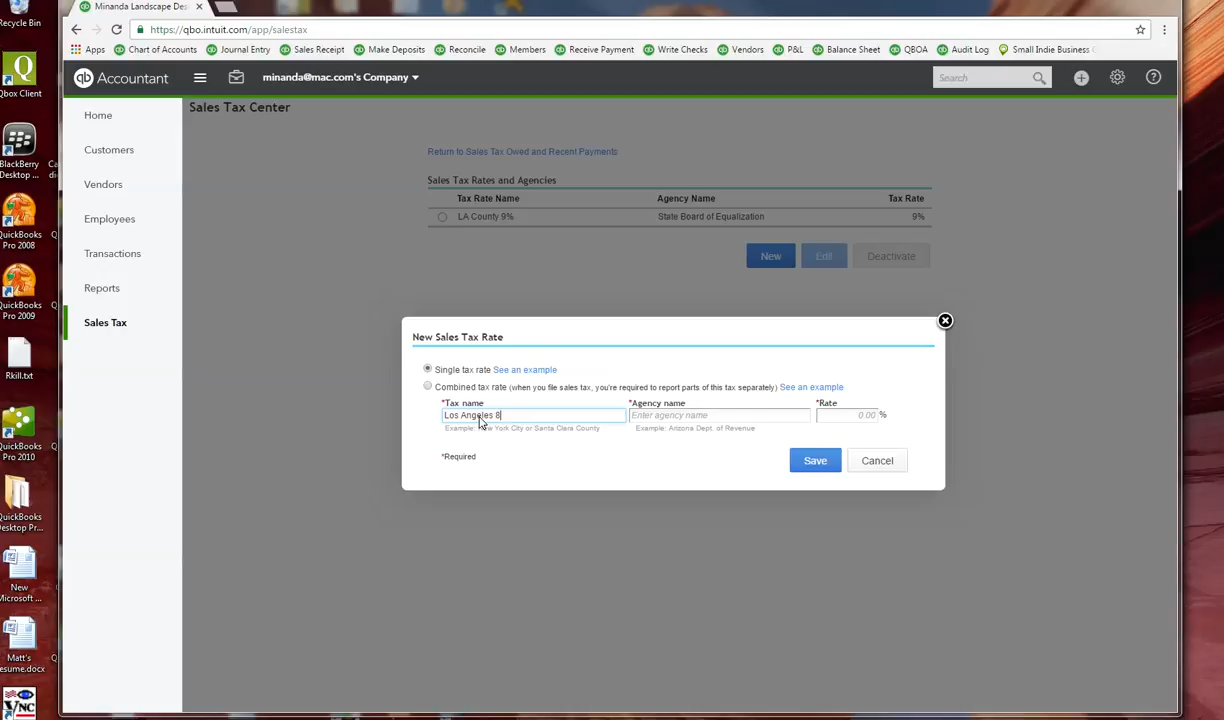 Recycle Bin
Qbox Client
BlackBerry
Desktop ...
QuickBooks
Pro 2008
QuickBooks
Pro 2009
Rkill.txt
QuickBooks
Pro 2010
QuickBooks
Desktop Pr...
New
Microsoft ...
Matt's
esume.docx
VNC
Minanda Landscape Des
https://qbo.intuit.com/app/salestax
Apps Chart of Accounts Journal Entry Sales Receipt Make Deposits Reconcile Members Receive Payment Write Checks Vendors P&L Balance Sheet QBOA Audit Log Small Indie Business
qb Accountant minanda@mac.com's Company Search
Home
Customers
Vendors
Employees
Transactions
Reports
Sales Tax
Sales Tax Center
Return to Sales Tax Owed and Recent Payments
Sales Tax Rates and Agencies
Tax Rate Name Agency Name Tax Rate
LA County 9% State Board of Equalization 9%
New Edit Deactivate
New Sales Tax Rate
Single tax rate See an example
Combined tax rate (when you file sales tax, you're required to report parts of this tax separately) See an example
*Tax name *Agency name *Rate
Los Angeles 8 Enter agency name 0.00 %
Example: New York City or Santa Clara County Example: Arizona Dept. of Revenue
*Required
Save Cancel